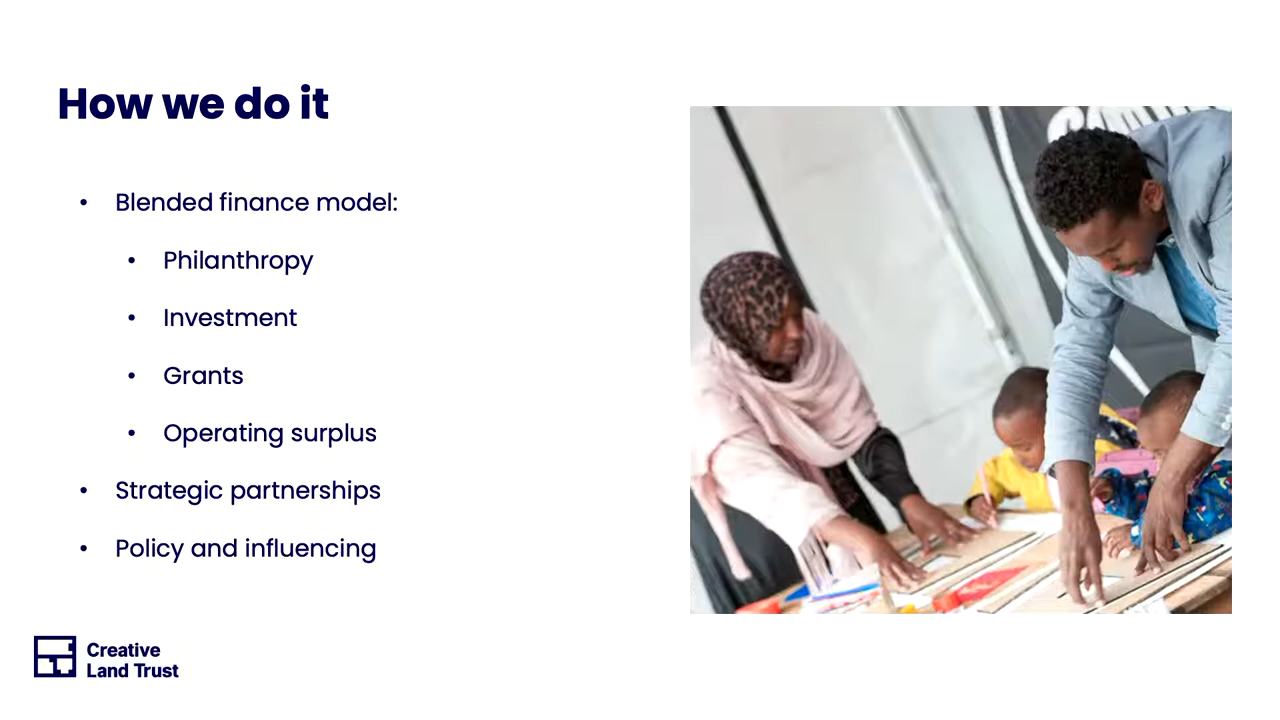 How we do it
• Blended finance model:
• Philanthropy
• Investment
• Grants
• Operating surplus
• Strategic partnerships
• Policy and influencing
Creative
Land Trust